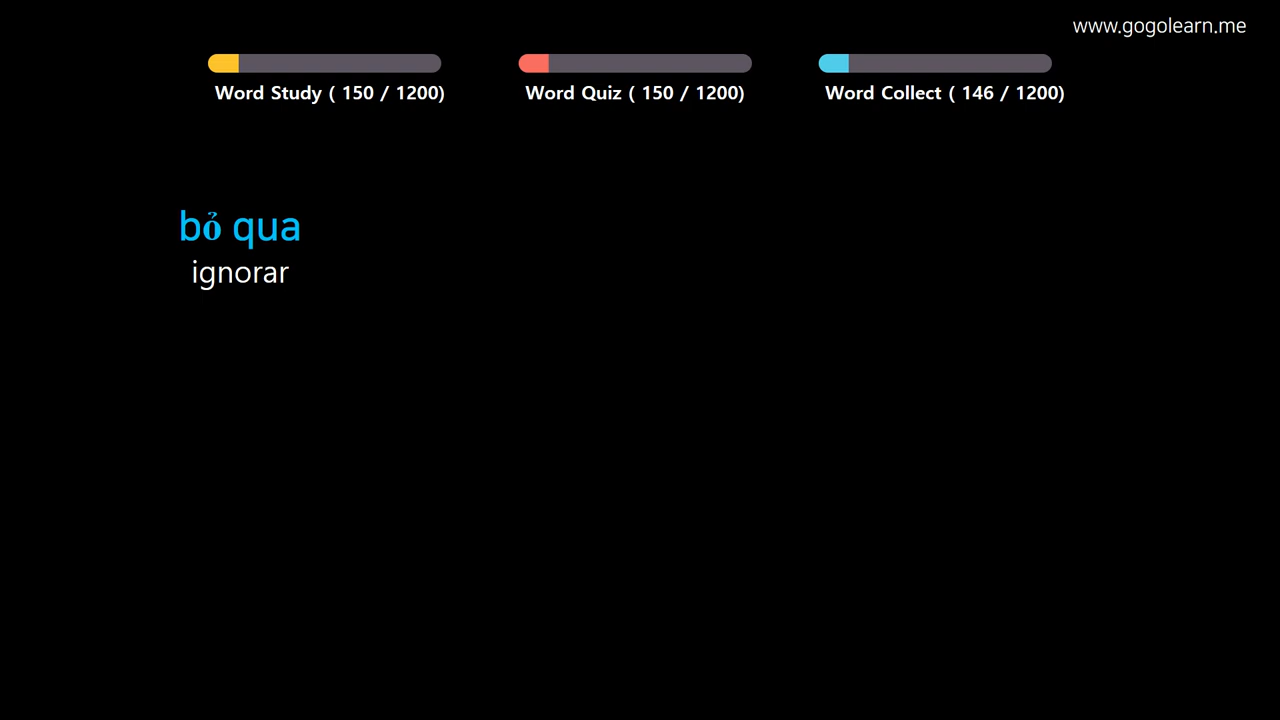 www.gogolearn.me
Word Study ( 150 / 1200)
Word Quiz ( 150 / 1200)
Word Collect ( 146 / 1200)
bỏ qua
ignorar